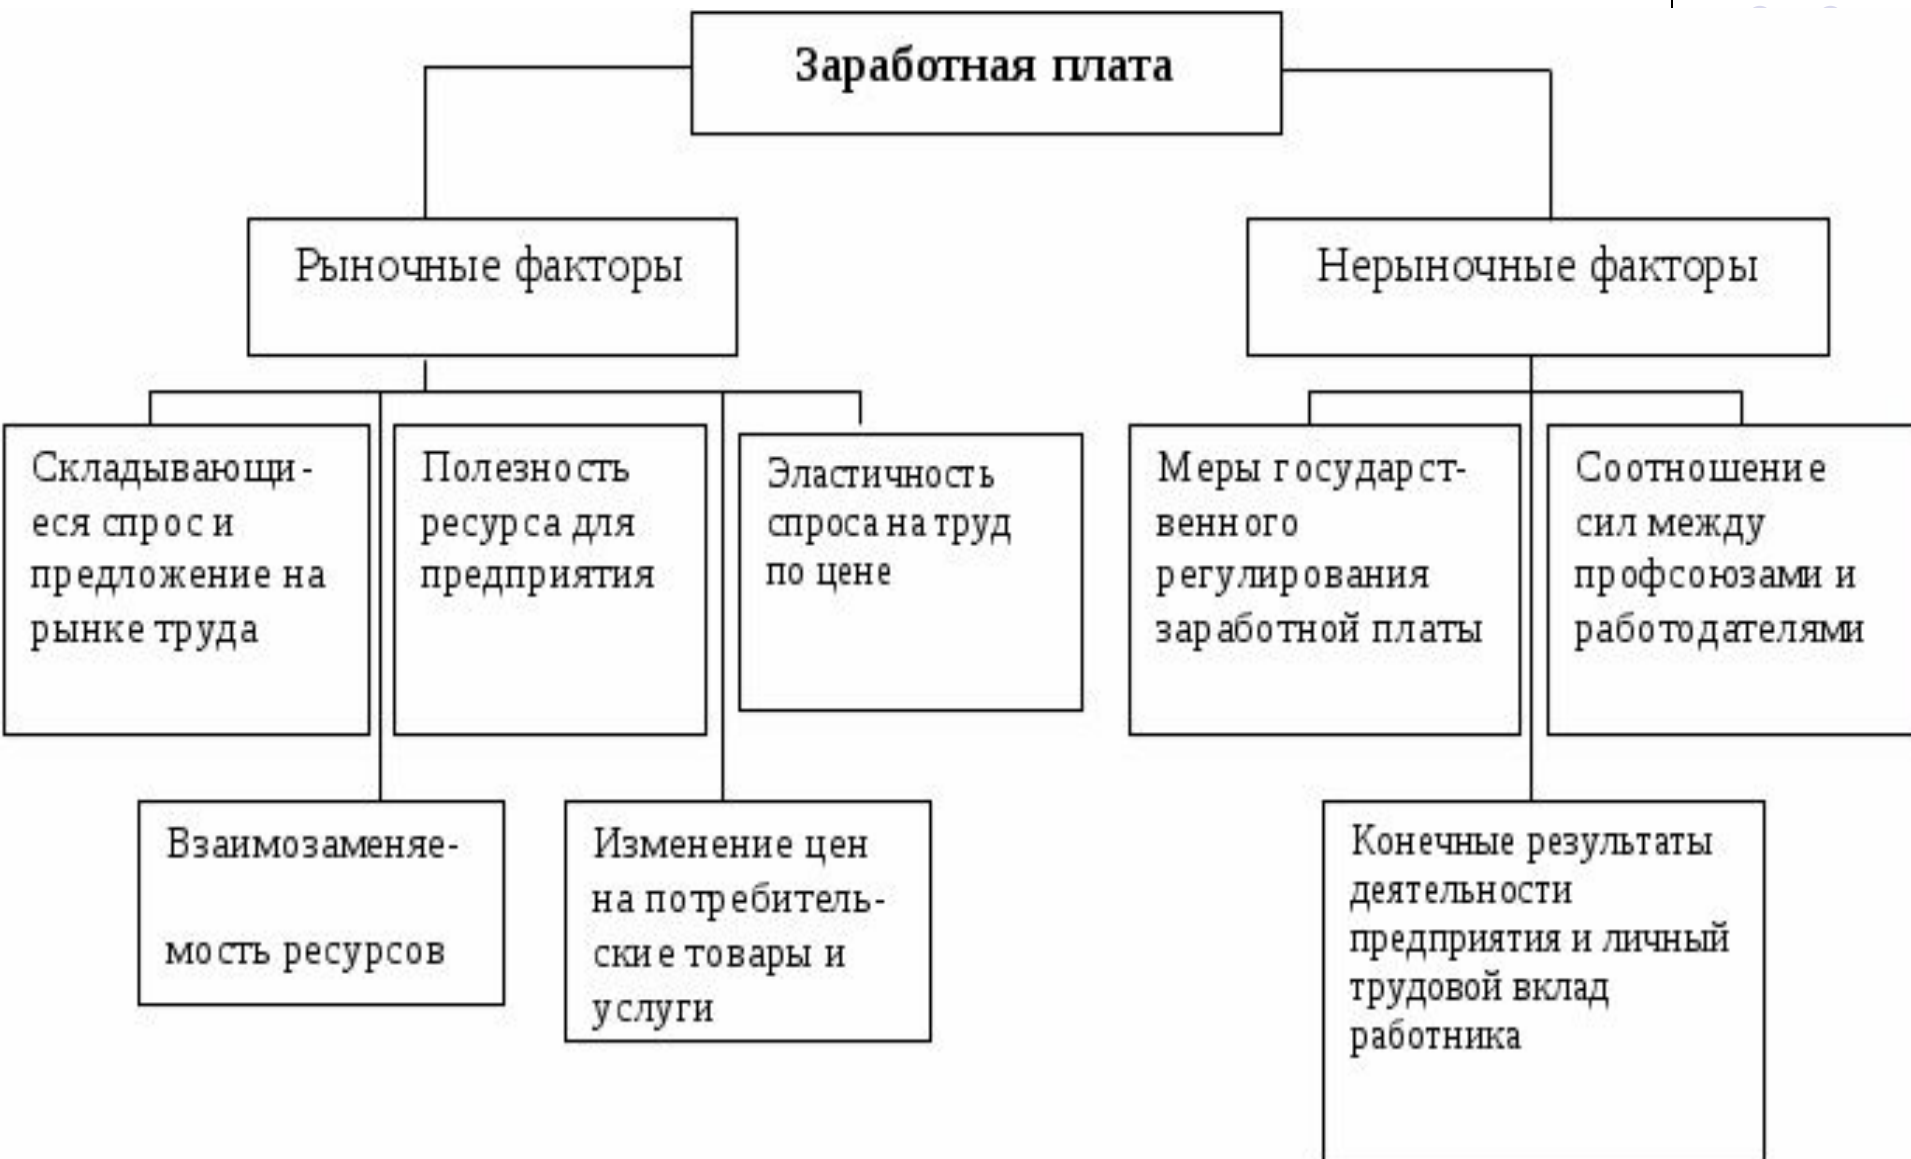 Заработная плата
Рыночные факторы
Нерыночные факторы
Складывающи-
еся спрос и
предложение на
рынке труда
Полезность
ресурса для
предприятия
Эластичность
спроса на труд
по цене
Меры государст-
венного
регулирования
заработной платы
Соотношение
сил между
профсоюзами и
работодателями
Взаимозаменяе-
мость ресурсов
Изменение цен
на потребитель-
ские товары и
услуги
Конечные результаты
деятельности
предприятия и личный
трудовой вклад
работника